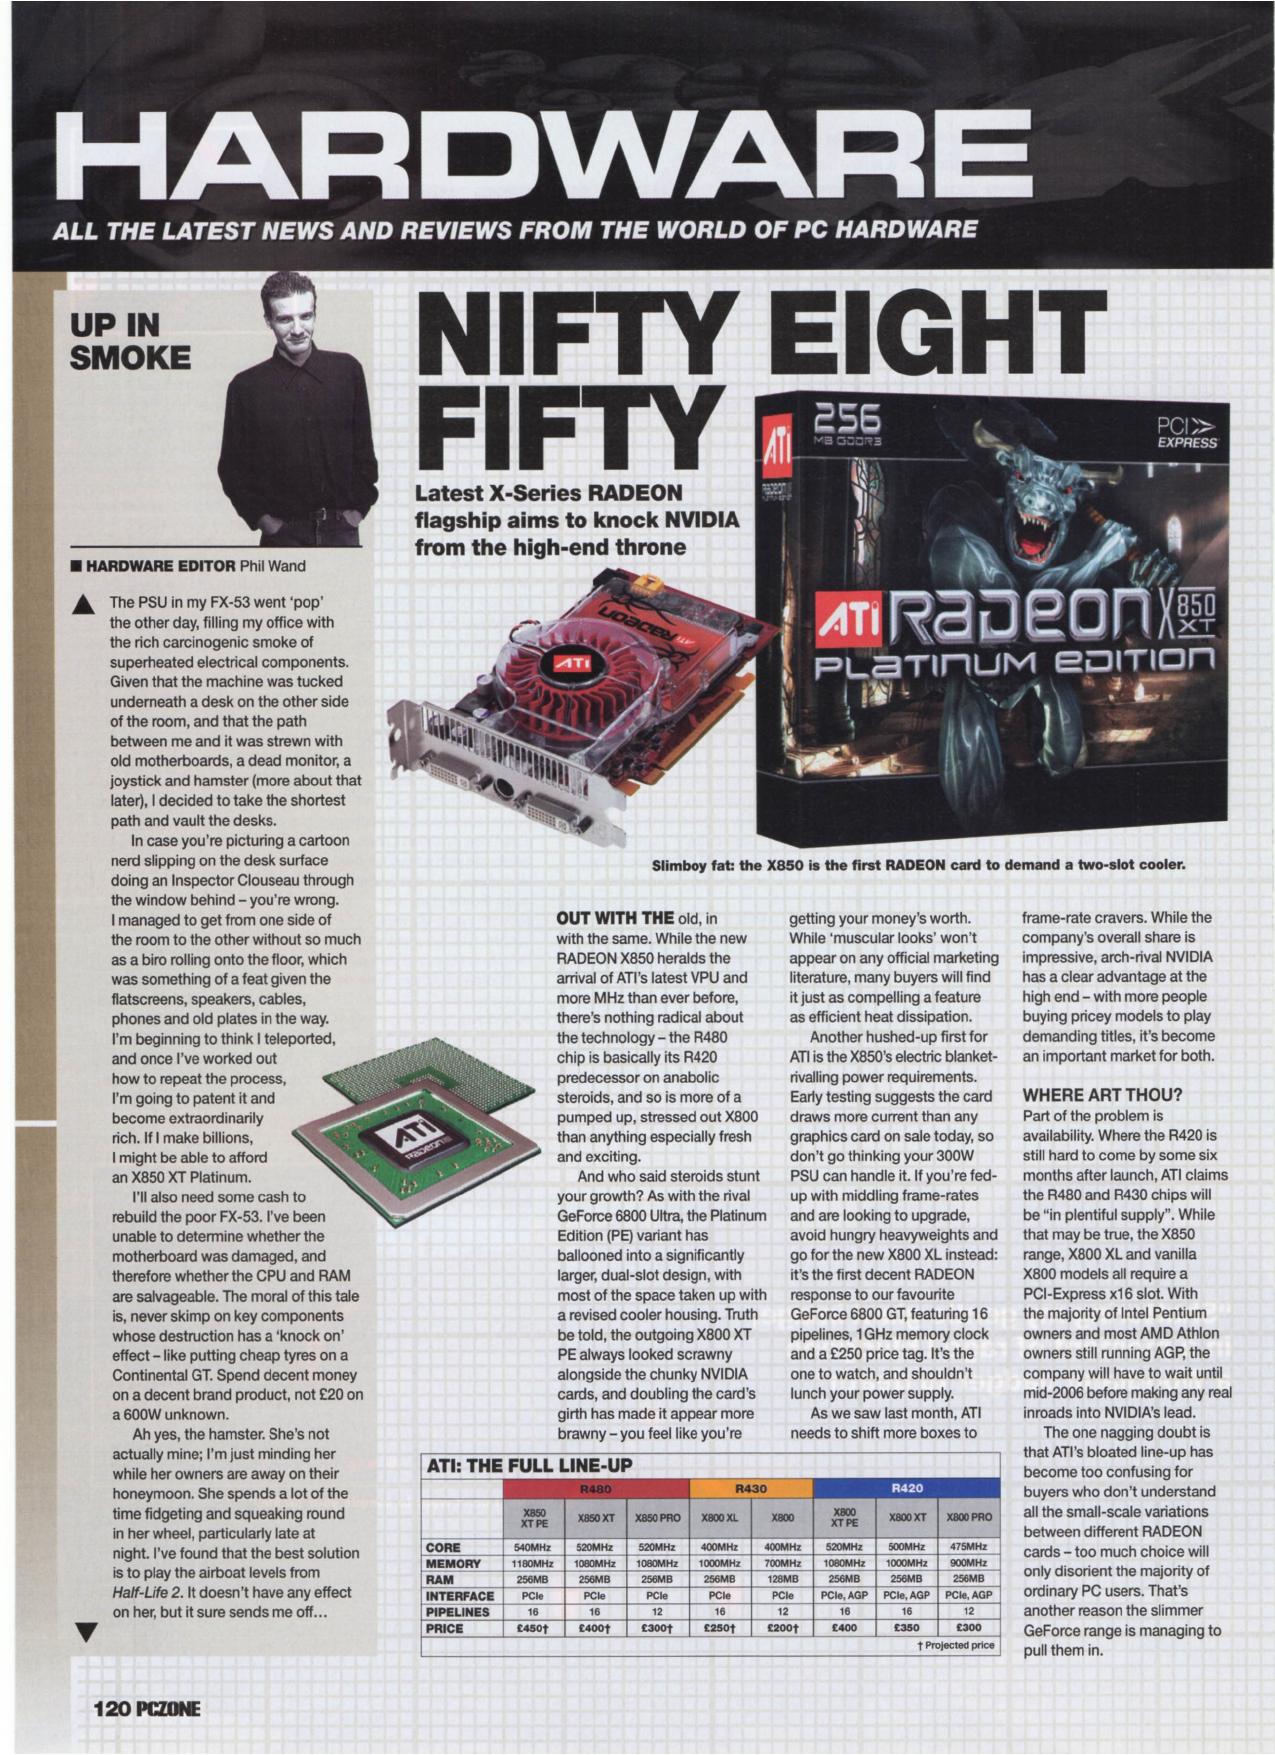 HARDWARE
ALL THE LATEST NEWS AND REVIEWS FROM THE WORLD OF PC HARDWARE
UP IN
SMOKE
■ HARDWARE EDITOR Phil Wand
▲ The PSU in my FX-53 went ‘pop’
the other day, filling my office with
the rich carcinogenic smoke of
superheated electrical components.
Given that the machine was tucked
underneath a desk on the other side
of the room, and that the path
between me and it was strewn with
old motherboards, a dead monitor, a
joystick and hamster (more about that
later), I decided to take the shortest
path and vault the desks.
In case you’re picturing a cartoon
nerd slipping on the desk surface
doing an Inspector Clouseau through
the window behind – you’re wrong.
I managed to get from one side of
the room to the other without so much
as a biro rolling onto the floor, which
was something of a feat given the
flatscreens, speakers, cables,
phones and old plates in the way.
I’m beginning to think I teleported,
and once I’ve worked out
how to repeat the process,
I’m going to patent it and
become extraordinarily
rich. If I make billions,
I might be able to afford
an X850 XT Platinum.
I’ll also need some cash to
rebuild the poor FX-53. I’ve been
unable to determine whether the
motherboard was damaged, and
therefore whether the CPU and RAM
are salvageable. The moral of this tale
is, never skimp on key components
whose destruction has a ‘knock on’
effect – like putting cheap tyres on a
Continental GT. Spend decent money
on a decent brand product, not £20 on
a 600W unknown.
Ah yes, the hamster. She’s not
actually mine; I’m just minding her
while her owners are away on their
honeymoon. She spends a lot of the
time fidgeting and squeaking round
in her wheel, particularly late at
night. I’ve found that the best solution
is to play the airboat levels from
Half-Life 2. It doesn’t have any effect
on her, but it sure sends me off...
▼
NIFTY EIGHT
FIFTY
Latest X-Series RADEON
flagship aims to knock NVIDIA
from the high-end throne
RADEON
ATI
ATI
256
MB GDDR3
PCI
EXPRESS
ATI RADEON X850
XT
PLATINUM EDITION
Slimboy fat: the X850 is the first RADEON card to demand a two-slot cooler.
ATI
RADEON
OUT WITH THE old, in
with the same. While the new
RADEON X850 heralds the
arrival of ATI’s latest VPU and
more MHz than ever before,
there’s nothing radical about
the technology – the R480
chip is basically its R420
predecessor on anabolic
steroids, and so is more of a
pumped up, stressed out X800
than anything especially fresh
and exciting.
And who said steroids stunt
your growth? As with the rival
GeForce 6800 Ultra, the Platinum
Edition (PE) variant has
ballooned into a significantly
larger, dual-slot design, with
most of the space taken up with
a revised cooler housing. Truth
be told, the outgoing X800 XT
PE always looked scrawny
alongside the chunky NVIDIA
cards, and doubling the card’s
girth has made it appear more
brawny – you feel like you’re
getting your money’s worth.
While ‘muscular looks’ won’t
appear on any official marketing
literature, many buyers will find
it just as compelling a feature
as efficient heat dissipation.
Another hushed-up first for
ATI is the X850’s electric blanket-
rivalling power requirements.
Early testing suggests the card
draws more current than any
graphics card on sale today, so
don’t go thinking your 300W
PSU can handle it. If you’re fed-
up with middling frame-rates
and are looking to upgrade,
avoid hungry heavyweights and
go for the new X800 XL instead:
it’s the first decent RADEON
response to our favourite
GeForce 6800 GT, featuring 16
pipelines, 1GHz memory clock
and a £250 price tag. It’s the
one to watch, and shouldn’t
lunch your power supply.
As we saw last month, ATI
needs to shift more boxes to
frame-rate cravers. While the
company’s overall share is
impressive, arch-rival NVIDIA
has a clear advantage at the
high end – with more people
buying pricey models to play
demanding titles, it’s become
an important market for both.
WHERE ART THOU?
Part of the problem is
availability. Where the R420 is
still hard to come by some six
months after launch, ATI claims
the R480 and R430 chips will
be “in plentiful supply”. While
that may be true, the X850
range, X800 XL and vanilla
X800 models all require a
PCI-Express x16 slot. With
the majority of Intel Pentium
owners and most AMD Athlon
owners still running AGP, the
company will have to wait until
mid-2006 before making any real
inroads into NVIDIA’s lead.
The one nagging doubt is
that ATI’s bloated line-up has
become too confusing for
buyers who don’t understand
all the small-scale variations
between different RADEON
cards – too much choice will
only disorient the majority of
ordinary PC users. That’s
another reason the slimmer
GeForce range is managing to
pull them in.
ATI: THE FULL LINE-UP
R480 R430 R420
X850 XT PE X850 XT X850 PRO X800 XL X800 X800 XT PE X800 XT X800 PRO
CORE 540MHz 520MHz 520MHz 400MHz 400MHz 520MHz 500MHz 475MHz
MEMORY 1180MHz 1080MHz 1080MHz 1000MHz 700MHz 1080MHz 1000MHz 900MHz
RAM 256MB 256MB 256MB 256MB 128MB 256MB 256MB 256MB
INTERFACE PCIe PCIe PCIe PCIe PCIe PCIe, AGP PCIe, AGP PCIe, AGP
PIPELINES 16 16 12 16 12 16 16 12
PRICE £450† £400† £300† £250† £200† £400 £350 £300
† Projected price
120 PCZONE